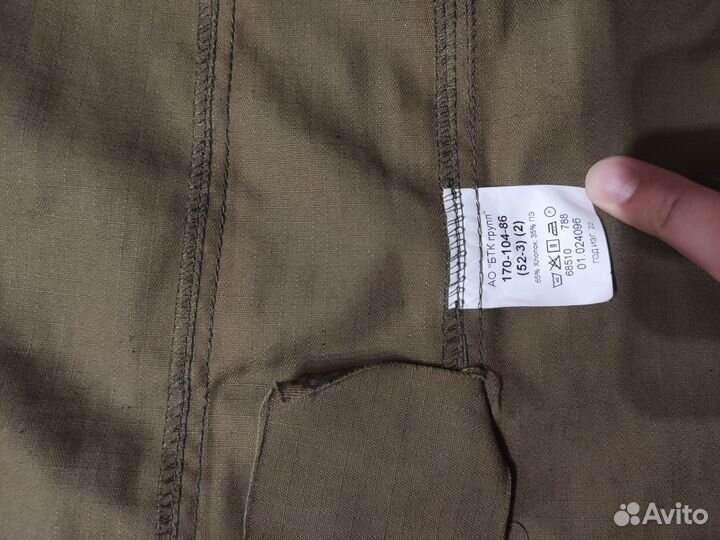 АО "БТК групп"
170-104-86
(52-3) (2)
65% Хлопок 35% ПЭ
68510 788
01.024096
ГОД ИЗГ" 22
Avito